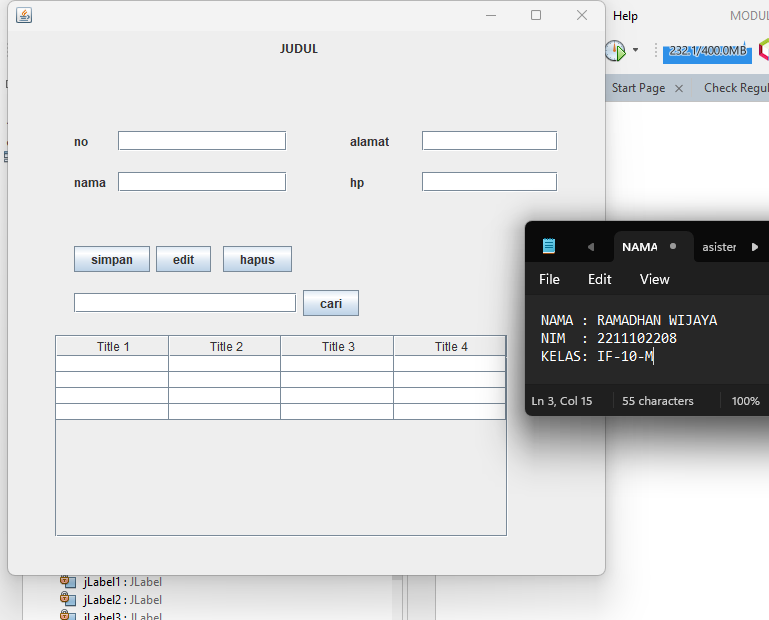 JUDUL
no
alamat
nama
hp
simpan edit hapus
cari
Title 1 Title 2 Title 3 Title 4
jLabel1 : JLabel
jLabel2 : JLabel
jLabel3 : JLabel
Help
MODUL
232.1/400.0MB
Start Page
Check Regul
NAMA
asister
File Edit View
NAMA : RAMADHAN WIJAYA
NIM : 2211102208
KELAS: IF-10-M
Ln 3, Col 15 55 characters 100%